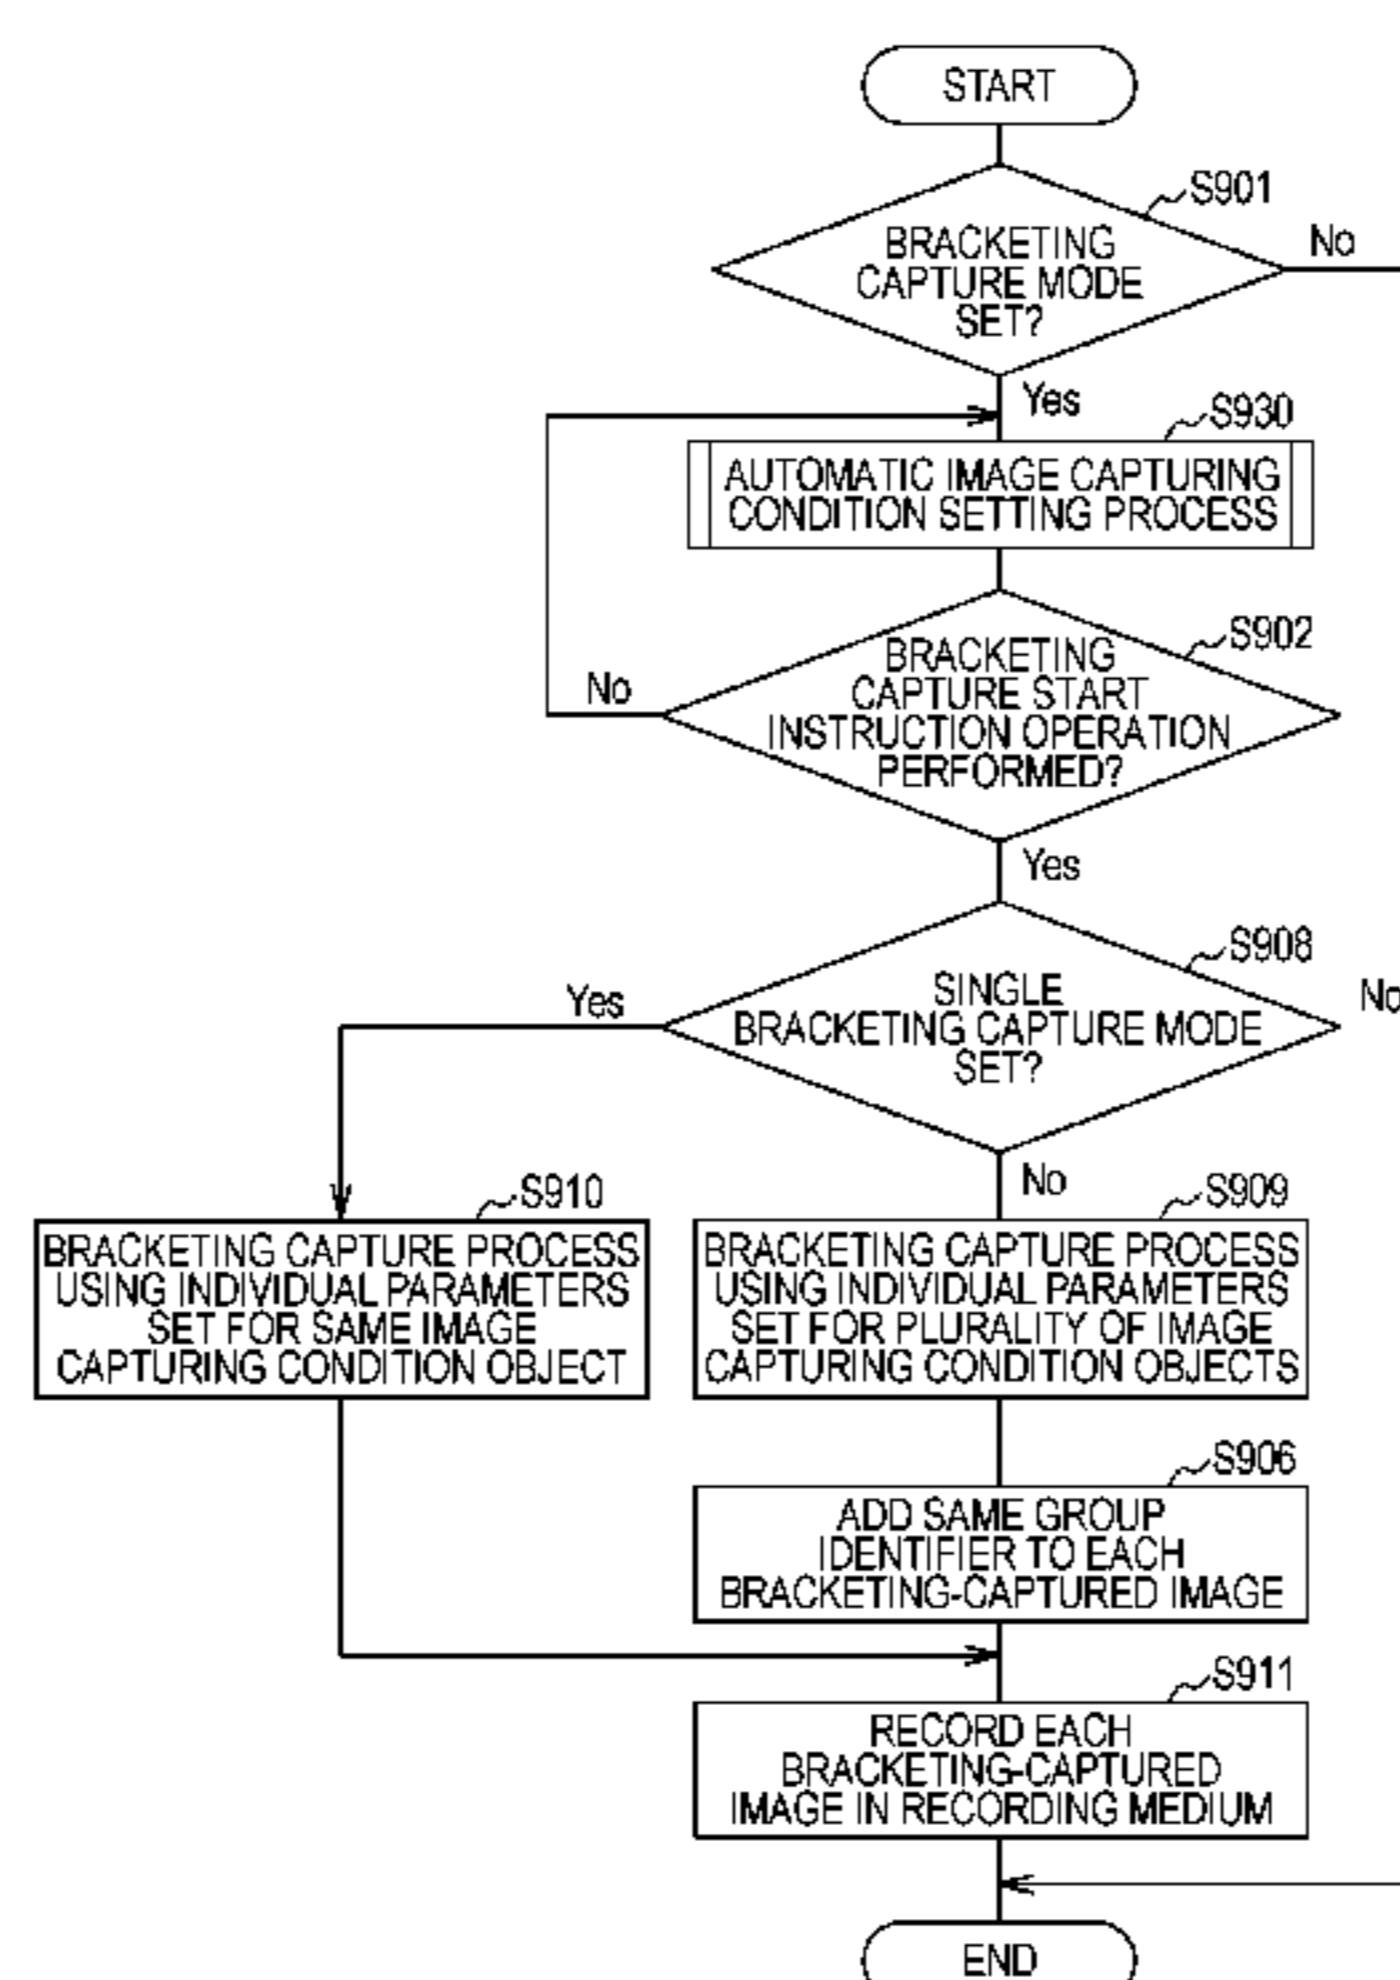 START
S901
BRACKETING
CAPTURE MODE
SET?
No
Yes
S930
AUTOMATIC IMAGE CAPTURING
CONDITION SETTING PROCESS
S902
BRACKETING
CAPTURE START
INSTRUCTION OPERATION
PERFORMED?
No
Yes
S908
SINGLE
BRACKETING CAPTURE MODE
SET?
Yes
No
No
S910
BRACKETING CAPTURE PROCESS
USING INDIVIDUAL PARAMETERS
SET FOR SAME IMAGE
CAPTURING CONDITION OBJECT
S909
BRACKETING CAPTURE PROCESS
USING INDIVIDUAL PARAMETERS
SET FOR PLURALITY OF IMAGE
CAPTURING CONDITION OBJECTS
S906
ADD SAME GROUP
IDENTIFIER TO EACH
BRACKETING-CAPTURED IMAGE
S911
RECORD EACH
BRACKETING-CAPTURED
IMAGE IN RECORDING MEDIUM
END